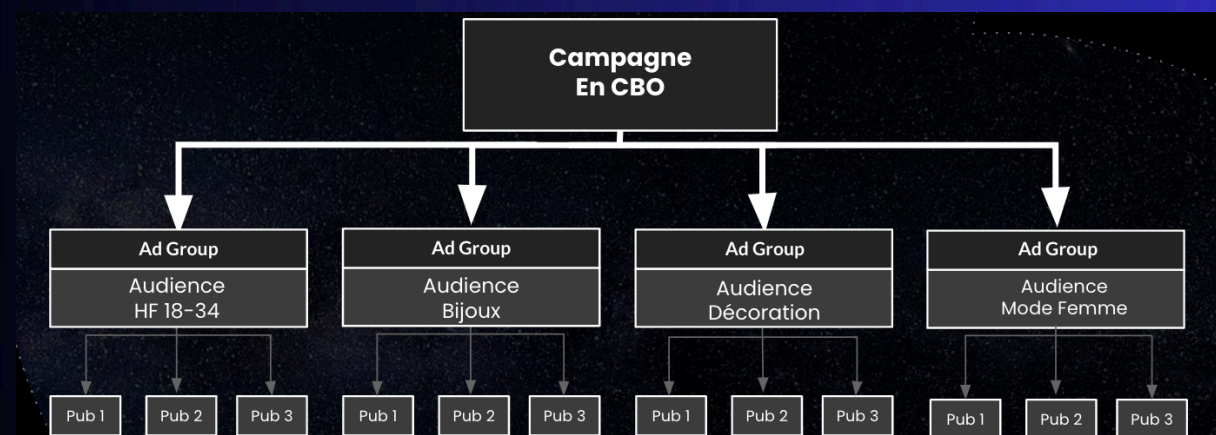 Campagne
En CBO
Ad Group
Audience
HF 18-34
Ad Group
Audience
Bijoux
Ad Group
Audience
Décoration
Ad Group
Audience
Mode Femme
Pub 1
Pub 2
Pub 3
Pub 1
Pub 2
Pub 3
Pub 1
Pub 2
Pub 3
Pub 1
Pub 2
Pub 3